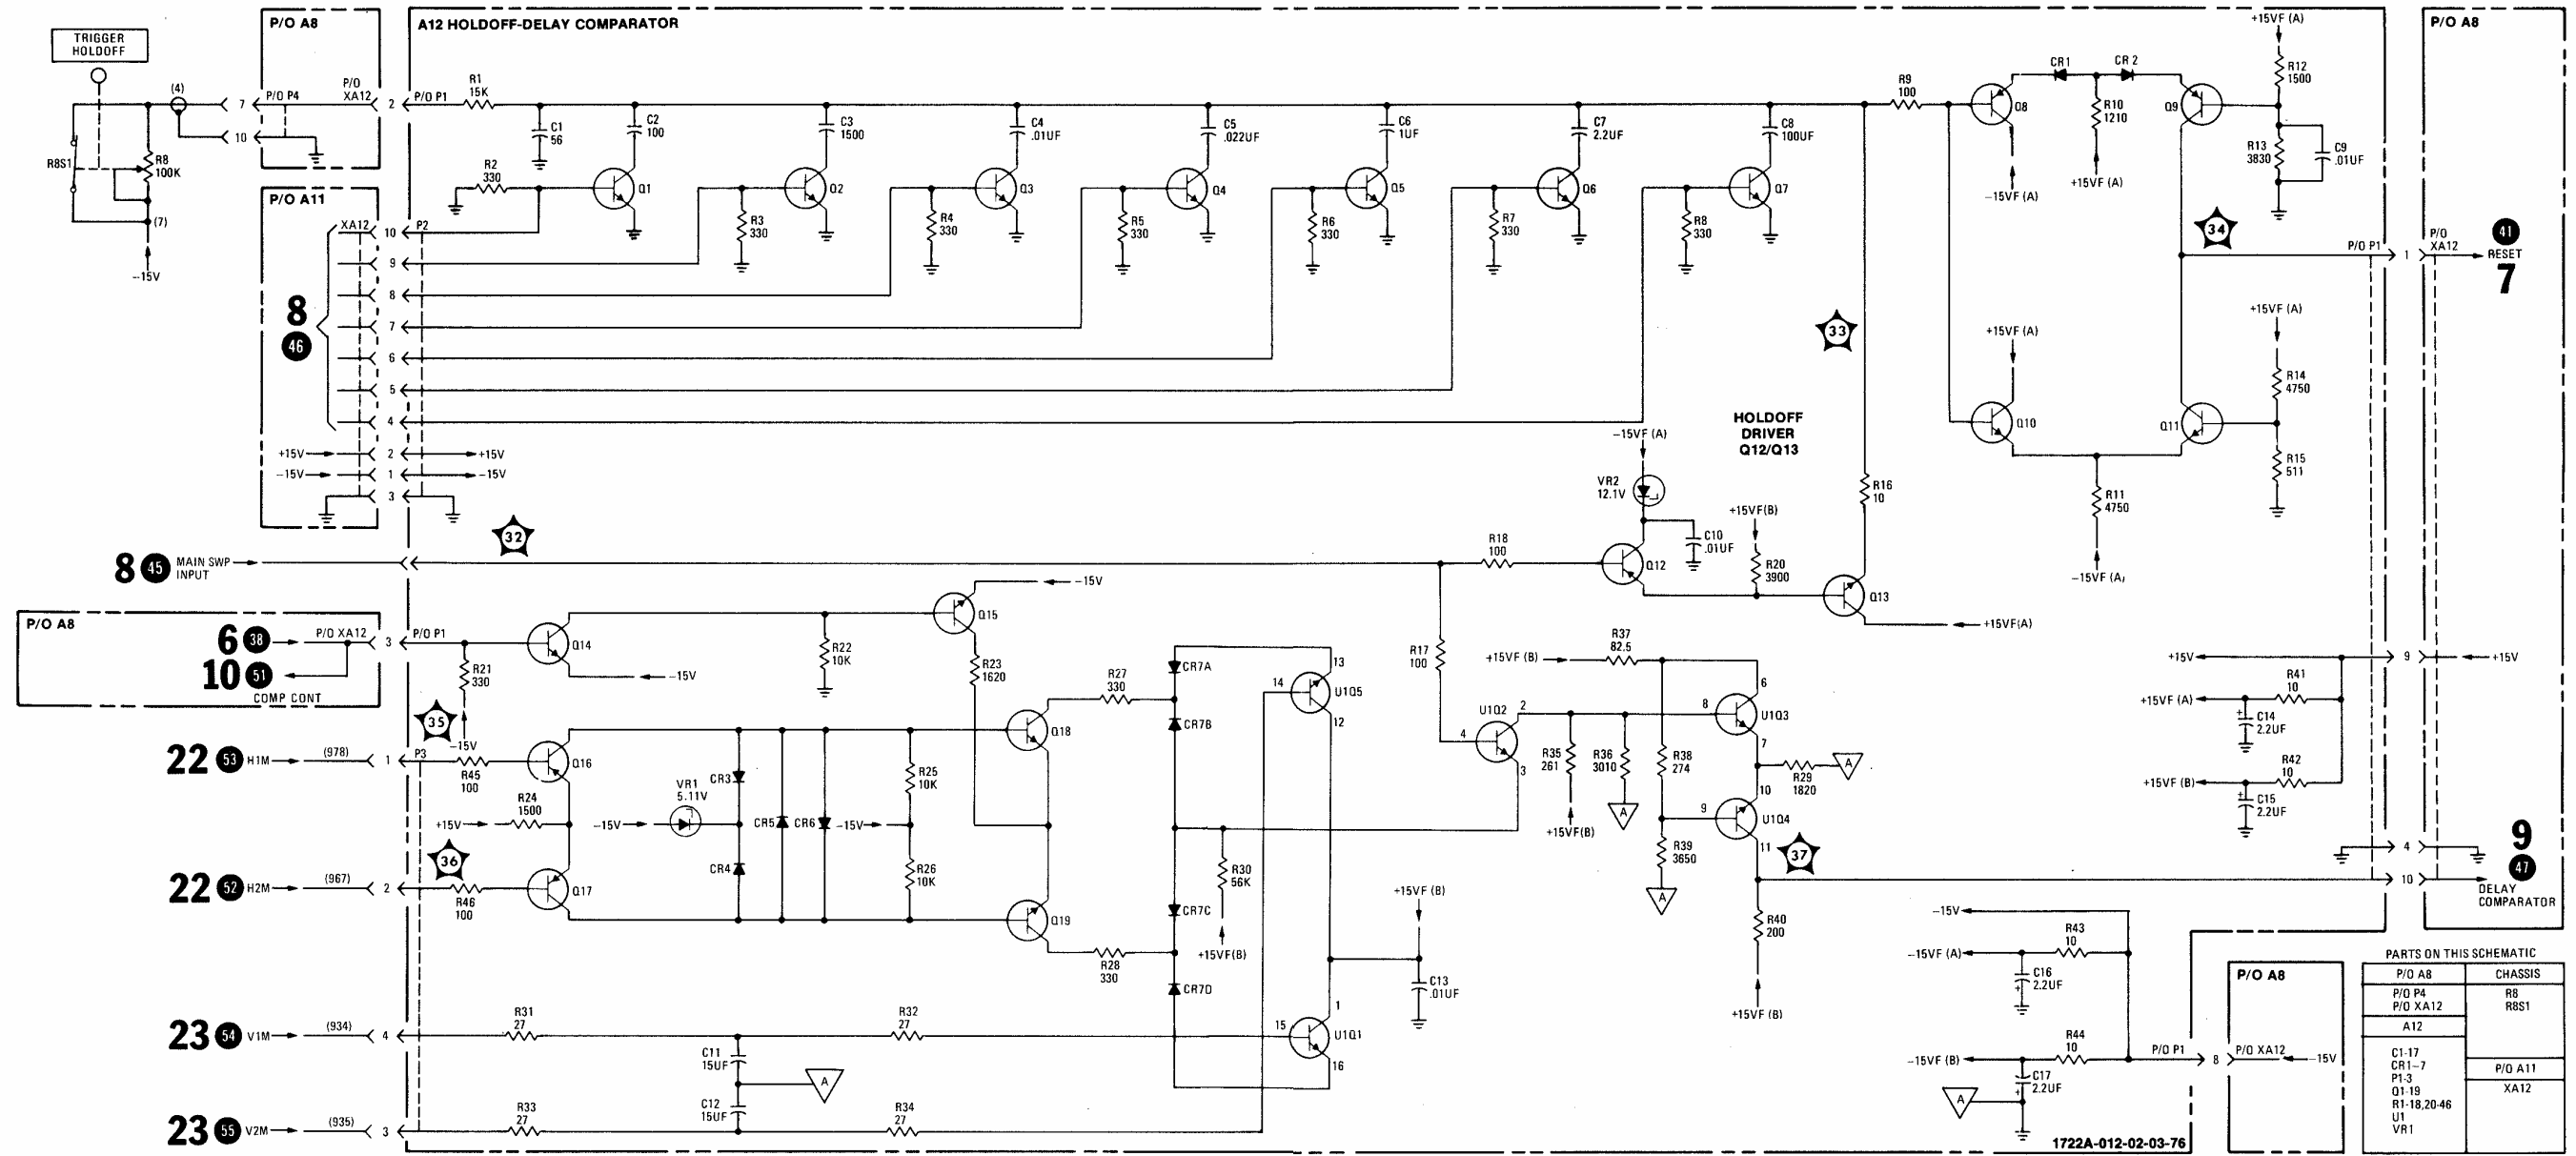 TRIGGER
HOLDOFF
R8S1
R8
100K
(4)
(7)
-15V
P/O A8
7
P/O P4
P/O
XA12
2
10
A12 HOLDOFF-DELAY COMPARATOR
P/O P1
R1
15K
C1
56
C2
100
C3
1500
C4
.01UF
C5
.022UF
C6
1UF
C7
2.2UF
C8
100UF
R2
330
Q1
R3
330
Q2
R4
330
Q3
R5
330
Q4
R6
330
Q5
R7
330
Q6
R8
330
Q7
R9
100
Q8
CR1
CR 2
R10
1210
+15VF (A)
-15VF (A)
Q9
+15VF (A)
R12
1500
R13
3830
C9
.01UF
34
P/O P1
1
P/O A8
P/O
XA12
41
RESET
7
P/O A11
XA12
10
P2
9
8
7
6
5
4
8
46
+15V
2
+15V
-15V
1
-15V
3
33
+15VF (A)
Q10
Q11
+15VF (A)
R14
4750
R15
511
R11
4750
-15VF (A)
HOLDOFF
DRIVER
Q12/Q13
-15VF (A)
VR2
12.1V
C10
.01UF
+15VF(B)
R20
3900
R16
10
Q12
Q13
+15VF(A)
32
8
45
MAIN SWP
INPUT
R18
100
R17
100
P/O A8
6
38
P/O XA12
3
P/O P1
10
51
COMP CONT
R21
330
-15V
Q14
-15V
R22
10K
Q15
-15V
R23
1620
35
22
53
H1M
(978)
1
P3
R45
100
Q16
R24
1500
+15V
36
22
52
H2M
(967)
2
R46
100
Q17
VR1
5.11V
-15V
CR3
CR4
CR5
CR6
-15V
R25
10K
R26
10K
Q18
Q19
R27
330
R28
330
CR7A
CR7B
CR7C
CR7D
R30
56K
+15VF(B)
13
14
U1Q5
12
U1Q2
2
4
3
+15VF (B)
R37
82.5
R35
261
+15VF(B)
R36
3010
A
R38
274
R39
3650
A
6
8
U1Q3
7
R29
1820
A
10
9
U1Q4
11
37
R40
200
+15VF (B)
+15VF (B)
C13
.01UF
1
15
U1Q1
16
23
54
V1M
(934)
4
R31
27
R32
27
C11
15UF
A
C12
15UF
23
55
V2M
(935)
3
R33
27
R34
27
+15V
9
+15V
+15VF (A)
R41
10
C14
2.2UF
+15VF (B)
R42
10
C15
2.2UF
4
10
9
47
DELAY
COMPARATOR
-15V
-15VF (A)
R43
10
C16
2.2UF
-15VF (B)
R44
10
C17
2.2UF
A
P/O P1
8
P/O A8
P/O XA12
-15V
1722A-012-02-03-76
PARTS ON THIS SCHEMATIC
P/O A8
CHASSIS
P/O P4
P/O XA12
R8
R8S1
A12
C1-17
CR1-7
P1-3
Q1-19
R1-18,20-46
U1
VR1
P/O A11
XA12